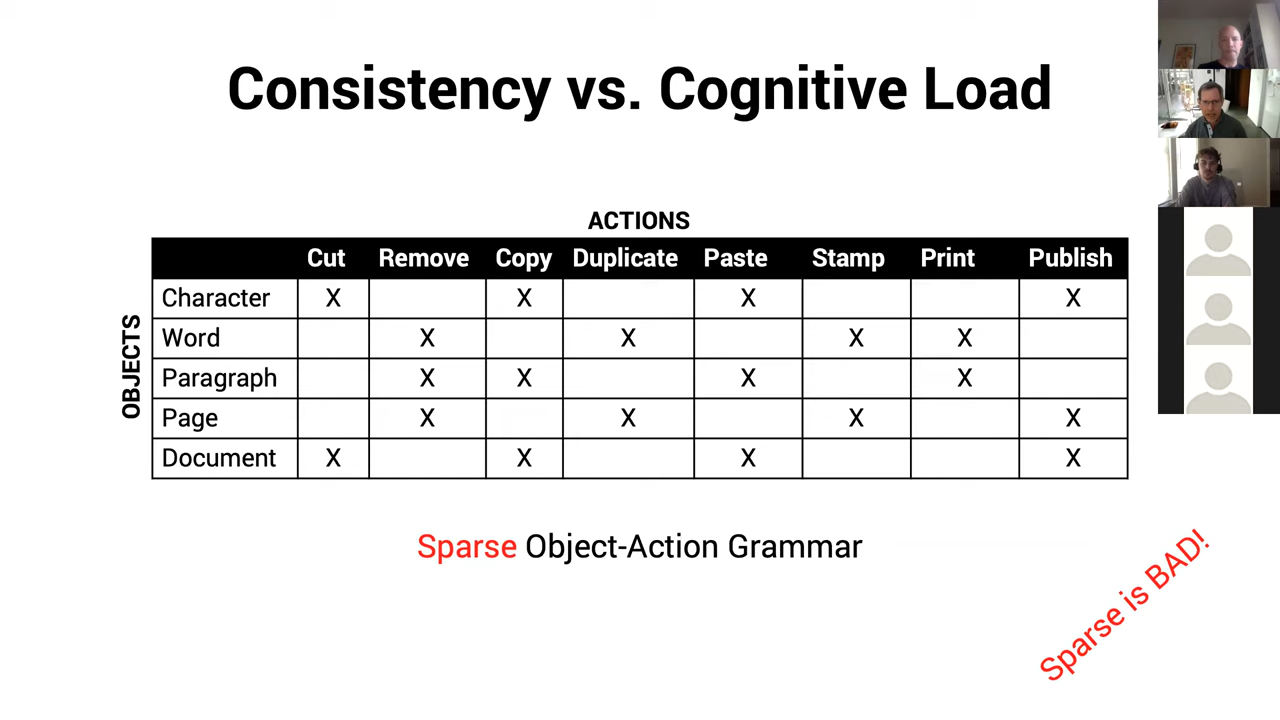 Consistency vs. Cognitive Load
ACTIONS
Cut Remove Copy Duplicate Paste Stamp Print Publish
OBJECTS
Character X X X X
Word X X X X
Paragraph X X X X
Page X X X X
Document X X X X
Sparse Object-Action Grammar
Sparse is BAD!